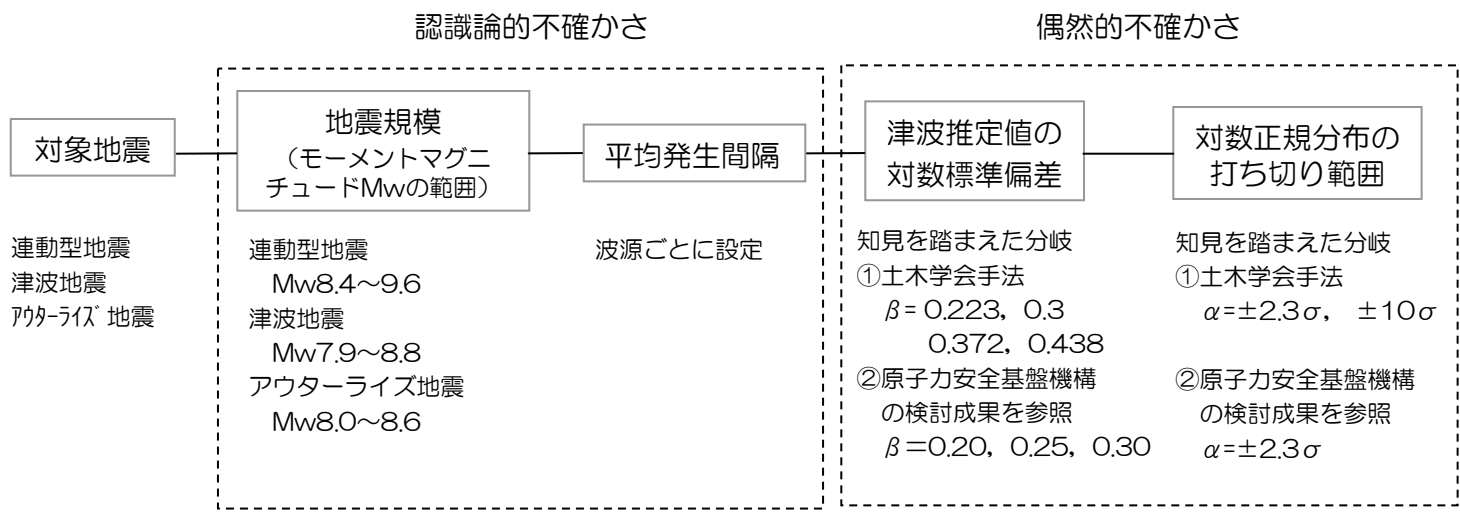 認識論的不確かさ
偶然的不確かさ
対象地震
地震規模
（モーメントマグニ
チュードMwの範囲）
平均発生間隔
津波推定値の
対数標準偏差
対数正規分布の
打ち切り範囲
連動型地震
津波地震
ｱｳﾀｰﾗｲｽﾞ地震
連動型地震
Mw8.4～9.6
津波地震
Mw7.9～8.8
アウターライズ地震
Mw8.0～8.6
波源ごとに設定
知見を踏まえた分岐
①土木学会手法
β= 0.223, 0.3
0.372, 0.438
②原子力安全基盤機構
の検討成果を参照
β＝0.20, 0.25, 0.30
知見を踏まえた分岐
①土木学会手法
α=±2.3σ, ±10σ
②原子力安全基盤機構
の検討成果を参照
α=±2.3σ